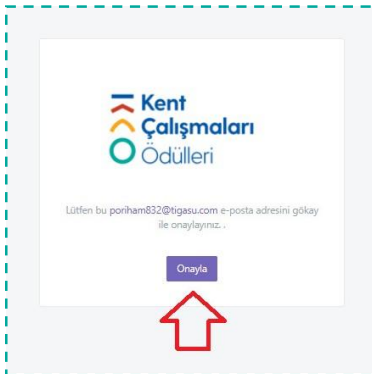 Kent
Çalışmaları
Ödülleri
Lütfen bu poriham832@tigasu.com e-posta adresini gökay
ile onaylayınız. .
Onayla